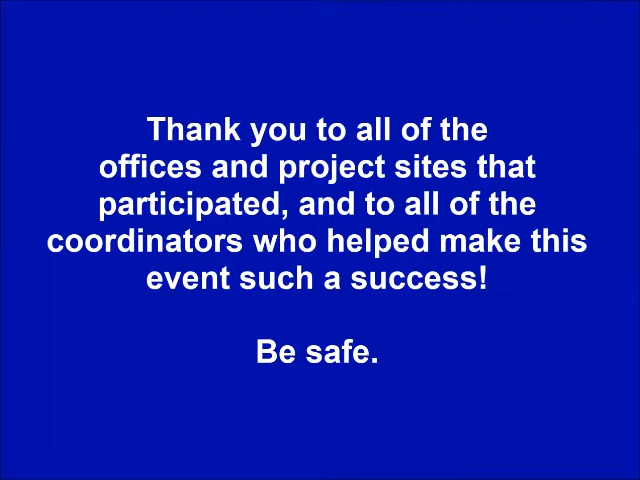 Thank you to all of the
offices and project sites that
participated, and to all of the
coordinators who helped make this
event such a success!
Be safe.